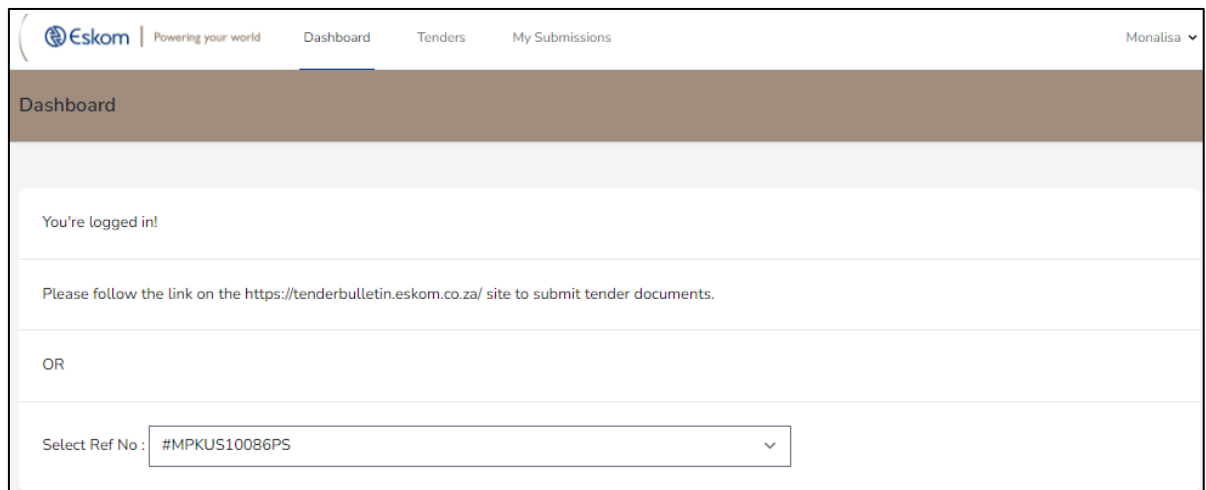 Eskom Powering your world Dashboard Tenders My Submissions Monalisa
Dashboard
You're logged in!
Please follow the link on the https://tenderbulletin.eskom.co.za/ site to submit tender documents.
OR
Select Ref No : #MPKUS10086PS